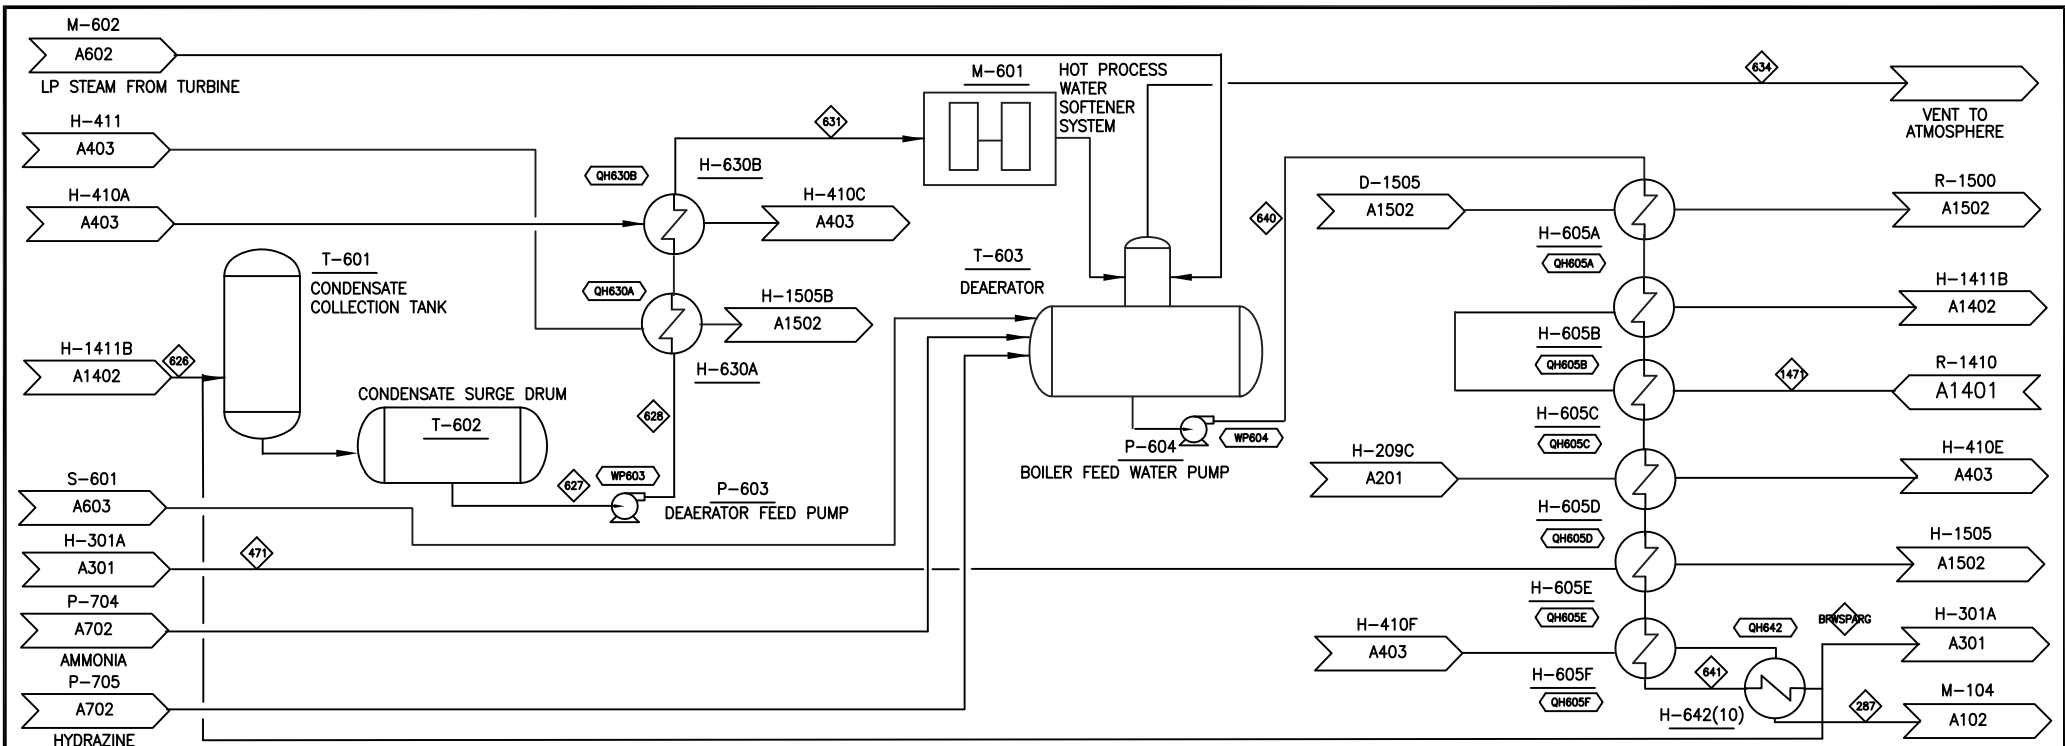 M-602
A602
LP STEAM FROM TURBINE
H-411
A403
H-410A
A403
H-1411B
A1402
626
S-601
A603
H-301A
A301
471
P-704
A702
AMMONIA
P-705
A702
HYDRAZINE
T-601
CONDENSATE
COLLECTION TANK
CONDENSATE SURGE DRUM
T-602
627
WP603
P-603
DEAERATOR FEED PUMP
628
QH630B
H-630B
H-410C
A403
QH630A
H-1505B
A1502
H-630A
631
M-601
HOT PROCESS
WATER
SOFTENER
SYSTEM
T-603
DEAERATOR
P-604
BOILER FEED WATER PUMP
WP604
640
634
VENT TO
ATMOSPHERE
D-1505
A1502
H-605A
QH605A
R-1500
A1502
H-605B
QH605B
H-1411B
A1402
H-605C
QH605C
1471
R-1410
A1401
H-209C
A201
H-605D
QH605D
H-410E
A403
H-605E
QH605E
H-1505
A1502
H-410F
A403
H-605F
QH605F
641
QH642
H-642(10)
BFWSPARG
H-301A
A301
287
M-104
A102